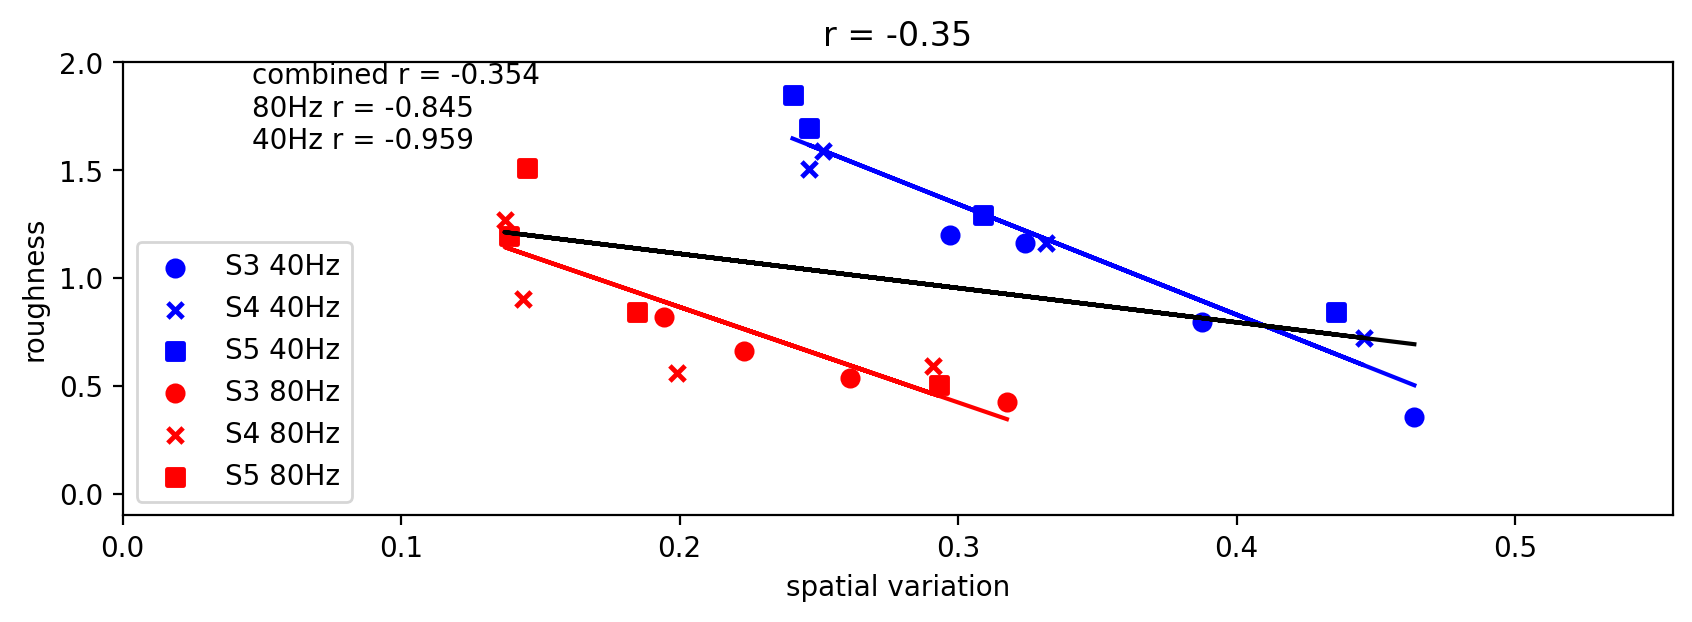 r = -0.35
combined r = -0.354
80Hz r = -0.845
40Hz r = -0.959
2.0
1.5
1.0
0.5
0.0
roughness
S3 40Hz
S4 40Hz
S5 40Hz
S3 80Hz
S4 80Hz
S5 80Hz
0.0 0.1 0.2 0.3 0.4 0.5
spatial variation